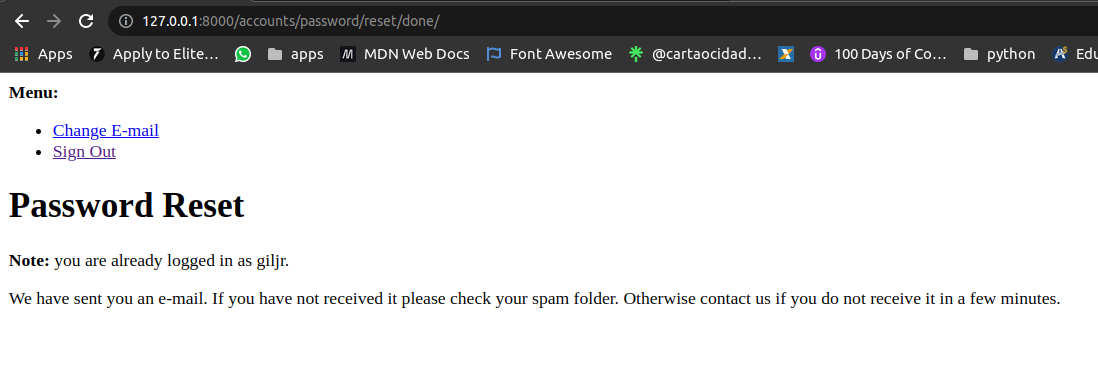 127.0.0.1:8000/accounts/password/reset/done/
Apps Apply to Elite… apps MDN Web Docs Font Awesome @cartaocidad… 100 Days of Co… python Edu
Menu:
Change E-mail
Sign Out
Password Reset
Note: you are already logged in as giljr.
We have sent you an e-mail. If you have not received it please check your spam folder. Otherwise contact us if you do not receive it in a few minutes.